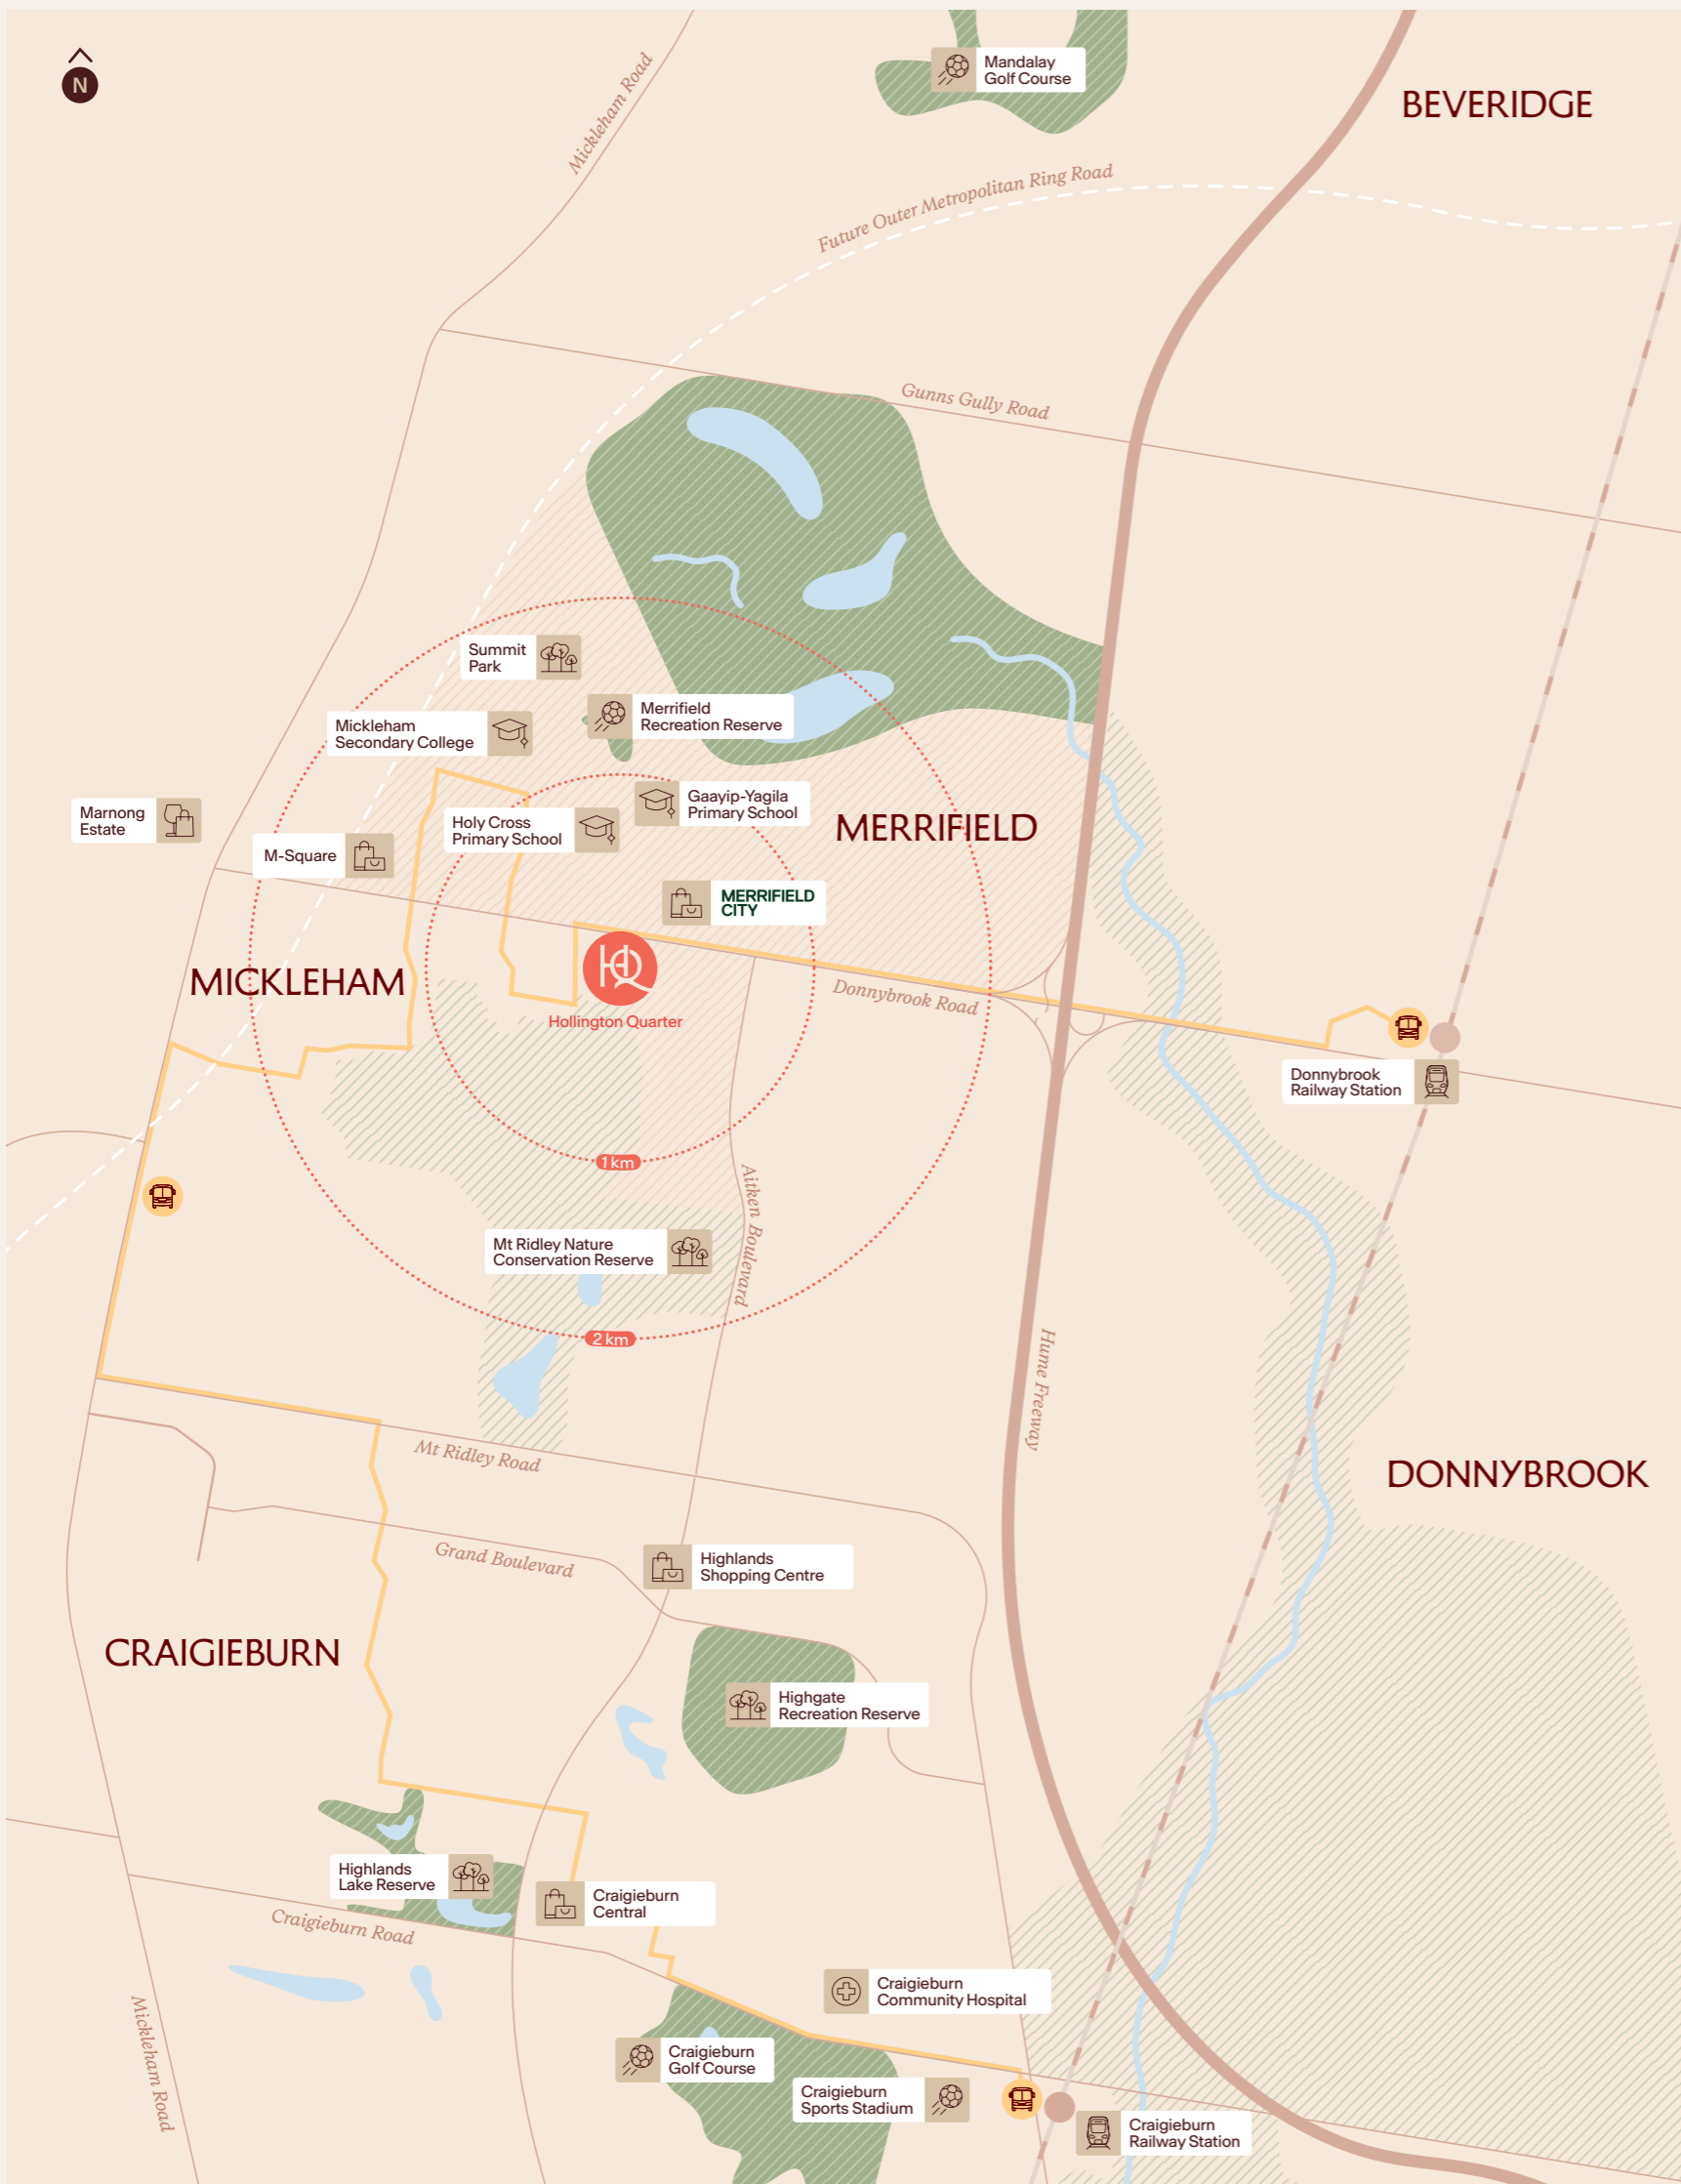 N
Mickleham Road
Mandalay
Golf Course
BEVERIDGE
Future Outer Metropolitan Ring Road
Gunns Gully Road
Summit
Park
Merrifield
Recreation Reserve
Mickleham
Secondary College
Marnong
Estate
Gaayip-Yagila
Primary School
Holy Cross
Primary School
MERRIFIELD
M-Square
MERRIFIELD
CITY
MICKLEHAM
HQ
Hollington Quarter
Donnybrook Road
Donnybrook
Railway Station
1 km
Aitken Boulevard
Mt Ridley Nature
Conservation Reserve
2 km
Hume Freeway
Mt Ridley Road
DONNYBROOK
Grand Boulevard
Highlands
Shopping Centre
CRAIGIEBURN
Highgate
Recreation Reserve
Highlands
Lake Reserve
Craigieburn
Central
Craigieburn Road
Craigieburn
Community Hospital
Mickleham Road
Craigieburn
Golf Course
Craigieburn
Sports Stadium
Craigieburn
Railway Station